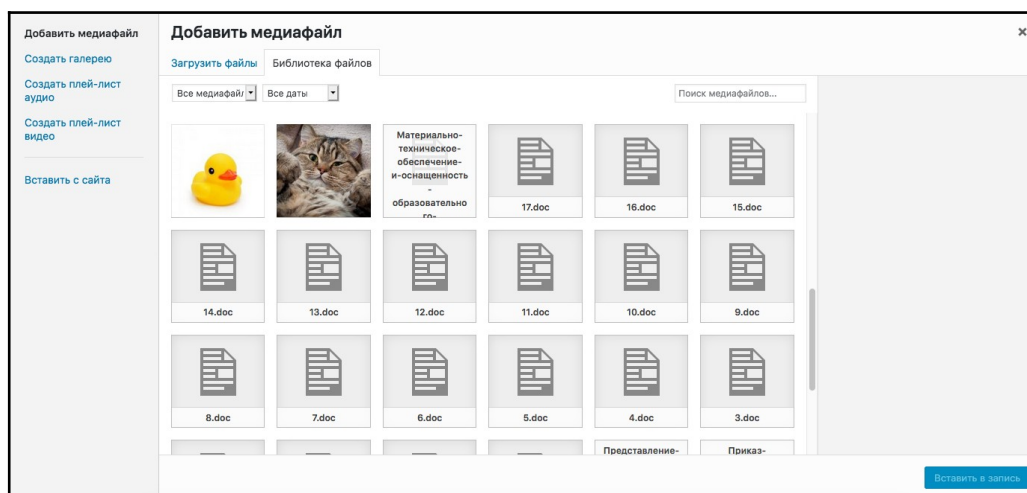 Добавить медиафайл
Создать галерею
Создать плей-лист
аудио
Создать плей-лист
видео
Вставить с сайта
Добавить медиафайл
×
Загрузить файлы Библиотека файлов
Все медиафай Все даты Поиск медиафайлов...
Материально-
техническое-
обеспечение-
и-оснащенность
-
образовательно
го-
17.doc 16.doc 15.doc
14.doc 13.doc 12.doc 11.doc 10.doc 9.doc
8.doc 7.doc 6.doc 5.doc 4.doc 3.doc
Представление- Приказ-
Вставить в запись